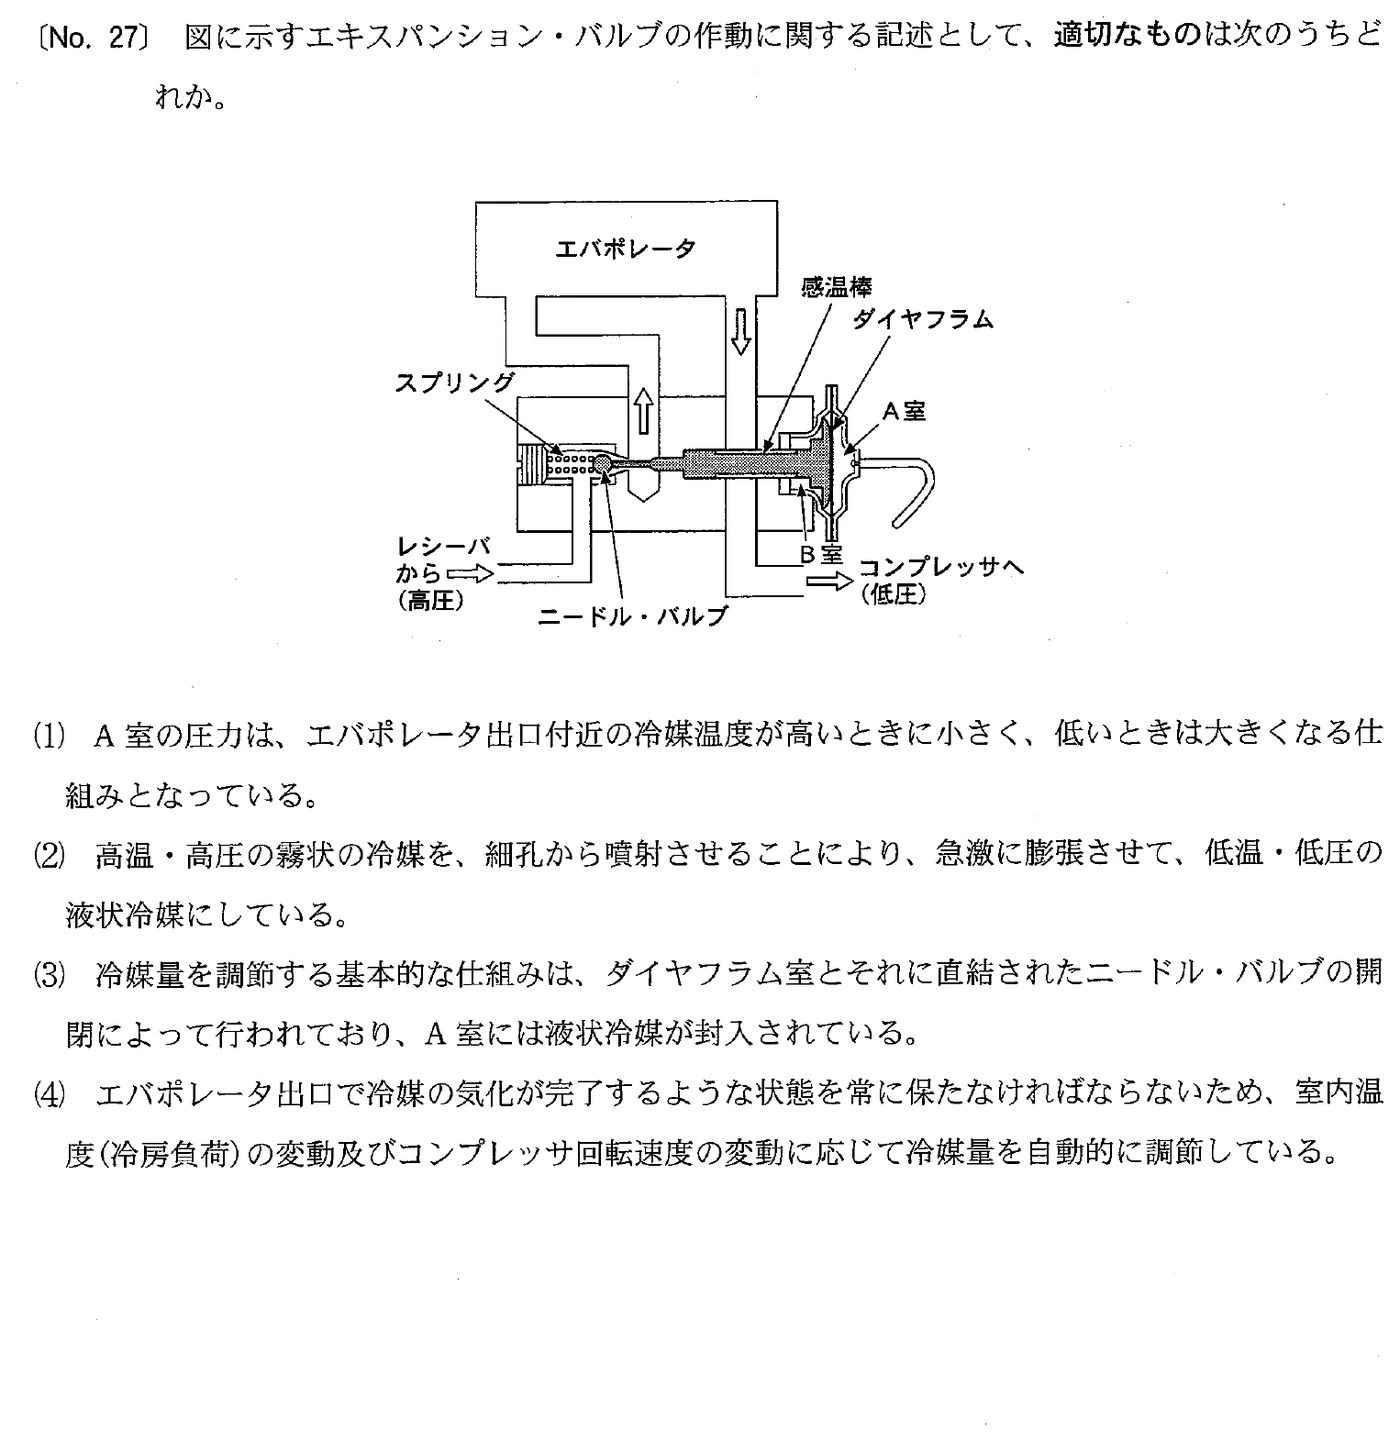 〔No. 27〕 図に示すエキスパンション・バルブの作動に関する記述として、適切なものは次のうちど
れか。
エバポレータ
感温棒
ダイヤフラム
スプリング
A室
レシーバ
から
(高圧)
B室
コンプレッサへ
(低圧)
ニードル・バルブ
(1) A 室の圧力は、エバポレータ出口付近の冷媒温度が高いときに小さく、低いときは大きくなる仕
組みとなっている。
(2) 高温・高圧の霧状の冷媒を、細孔から噴射させることにより、急激に膨張させて、低温・低圧の
液状冷媒にしている。
(3) 冷媒量を調節する基本的な仕組みは、ダイヤフラム室とそれに直結されたニードル・バルブの開
閉によって行われており、A 室には液状冷媒が封入されている。
(4) エバポレータ出口で冷媒の気化が完了するような状態を常に保たなければならないため、室内温
度(冷房負荷)の変動及びコンプレッサ回転速度の変動に応じて冷媒量を自動的に調節している。